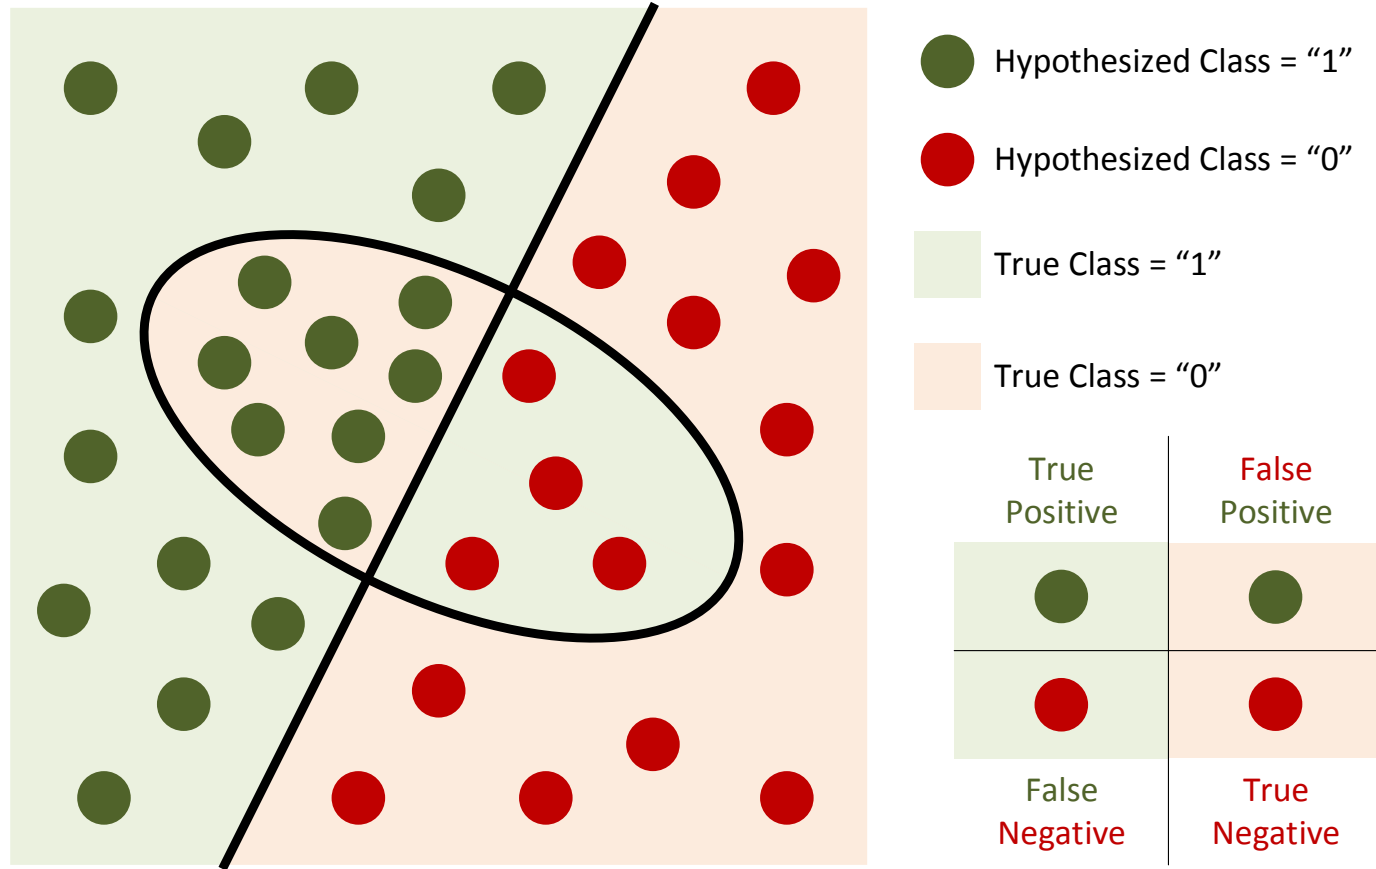 Hypothesized Class = “1”
Hypothesized Class = “0”
True Class = “1”
True Class = “0”
True
Positive
False
Positive
False
Negative
True
Negative